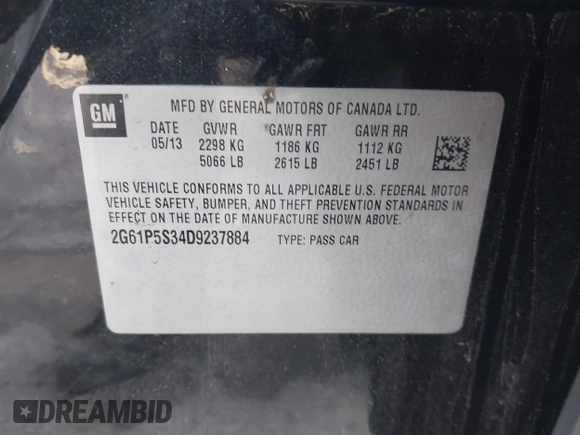 GM
MFD BY GENERAL MOTORS OF CANADA LTD.
DATE GVWR GAWR FRT GAWR RR
05/13 2298 KG 1186 KG 1112 KG
5066 LB 2615 LB 2451 LB
THIS VEHICLE CONFORMS TO ALL APPLICABLE U.S. FEDERAL MOTOR
VEHICLE SAFETY, BUMPER, AND THEFT PREVENTION STANDARDS IN
EFFECT ON THE DATE OF MANUFACTURE SHOWN ABOVE.
2G61P5S34D9237884 TYPE: PASS CAR
DREAMBID